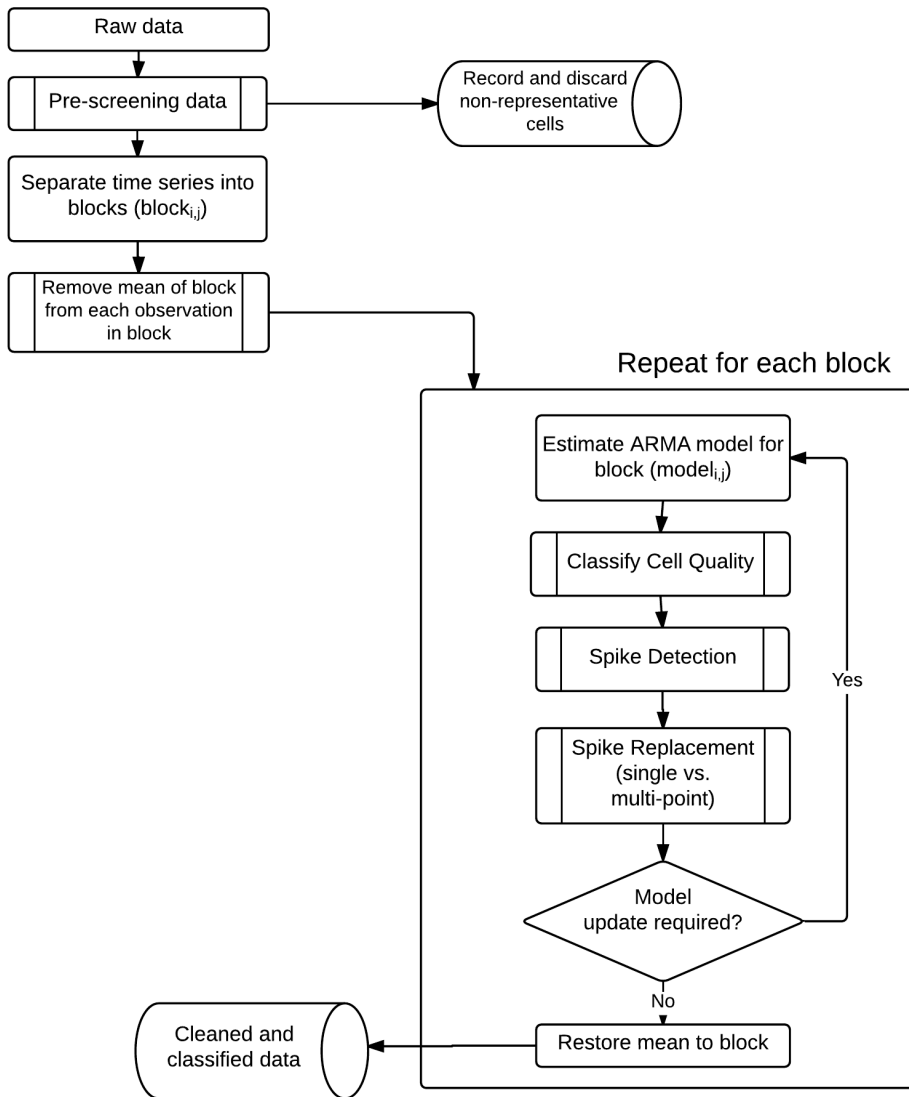 Raw data
Pre-screening data
Record and discard
non-representative
cells
Separate time series into
blocks (block_{i,j})
Remove mean of block
from each observation
in block
Repeat for each block
Estimate ARMA model for
block (model_{i,j})
Classify Cell Quality
Spike Detection
Yes
Spike Replacement
(single vs.
multi-point)
Model
update required?
No
Restore mean to block
Cleaned and
classified data